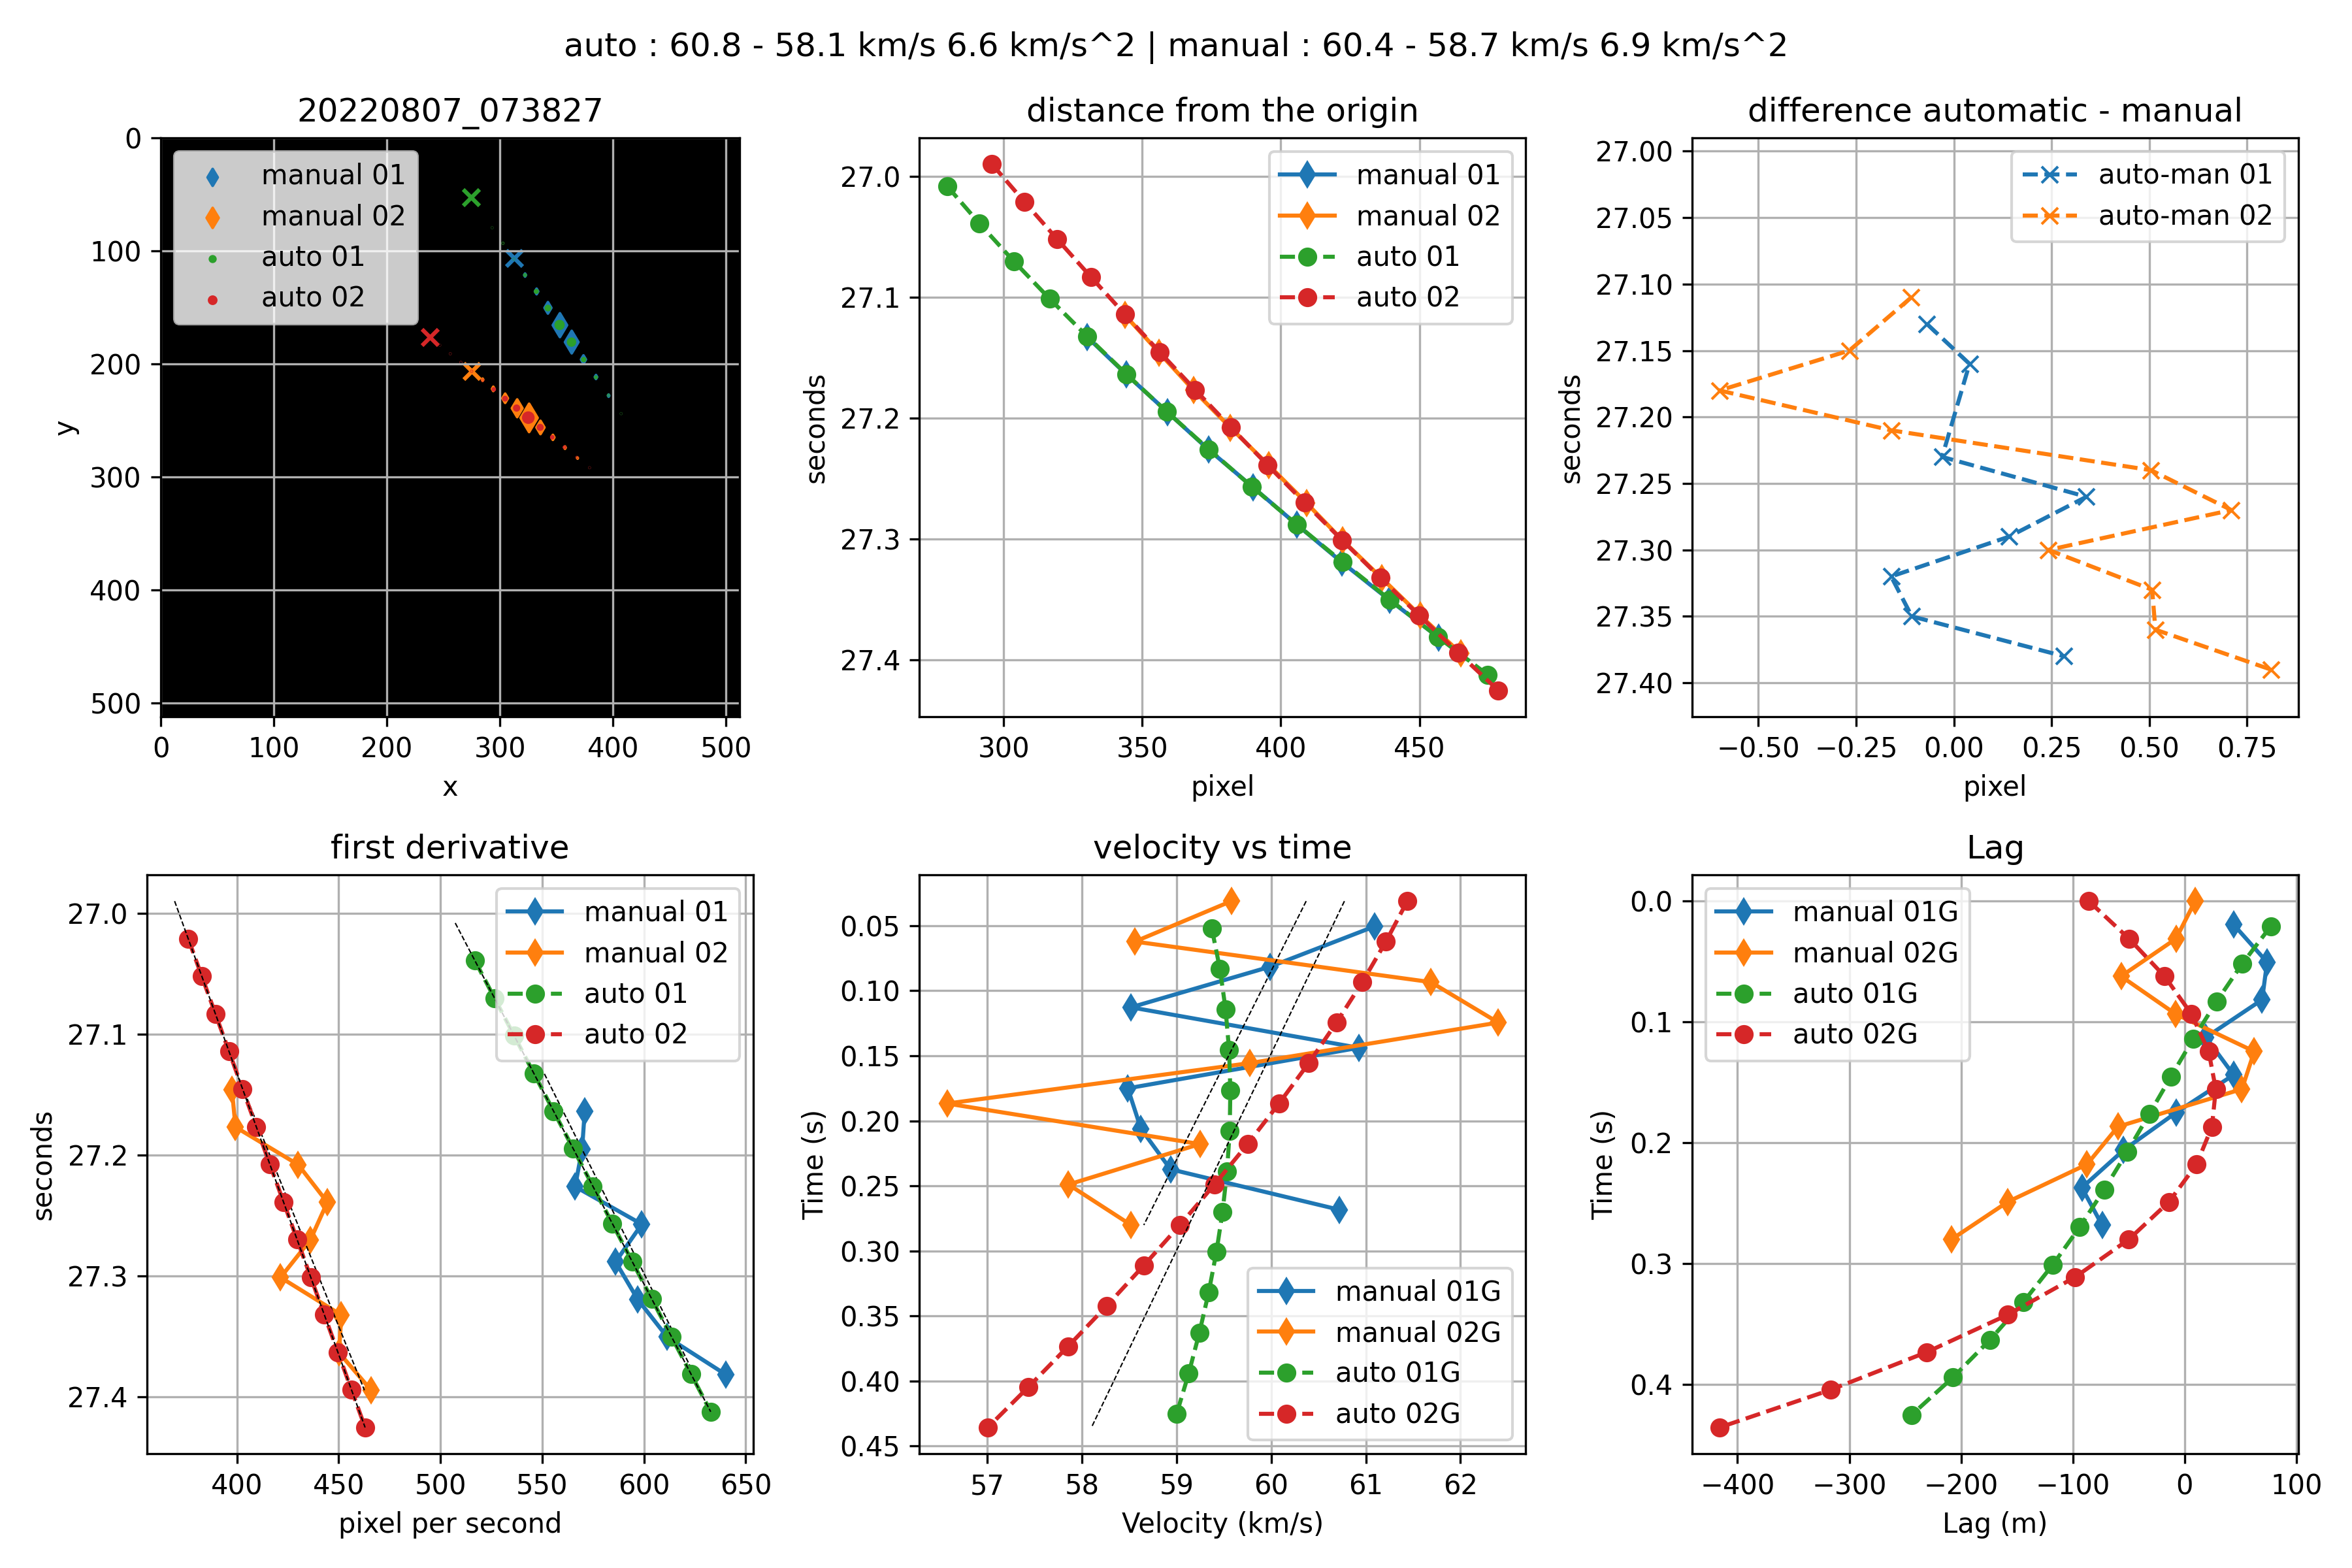 auto : 60.8 - 58.1 km/s 6.6 km/s^2 | manual : 60.4 - 58.7 km/s 6.9 km/s^2
20220807_073827
0
100
200
300
400
500
y
0 100 200 300 400 500
x
manual 01
manual 02
auto 01
auto 02
distance from the origin
27.0
27.1
27.2
27.3
27.4
seconds
300 350 400 450
pixel
manual 01
manual 02
auto 01
auto 02
difference automatic - manual
27.00
27.05
27.10
27.15
27.20
27.25
27.30
27.35
27.40
seconds
−0.50 −0.25 0.00 0.25 0.50 0.75
pixel
auto-man 01
auto-man 02
first derivative
27.0
27.1
27.2
27.3
27.4
seconds
400 450 500 550 600 650
pixel per second
manual 01
manual 02
auto 01
auto 02
velocity vs time
0.05
0.10
0.15
0.20
0.25
0.30
0.35
0.40
0.45
Time (s)
57 58 59 60 61 62
Velocity (km/s)
manual 01G
manual 02G
auto 01G
auto 02G
Lag
0.0
0.1
0.2
0.3
0.4
Time (s)
−400 −300 −200 −100 0 100
Lag (m)
manual 01G
manual 02G
auto 01G
auto 02G